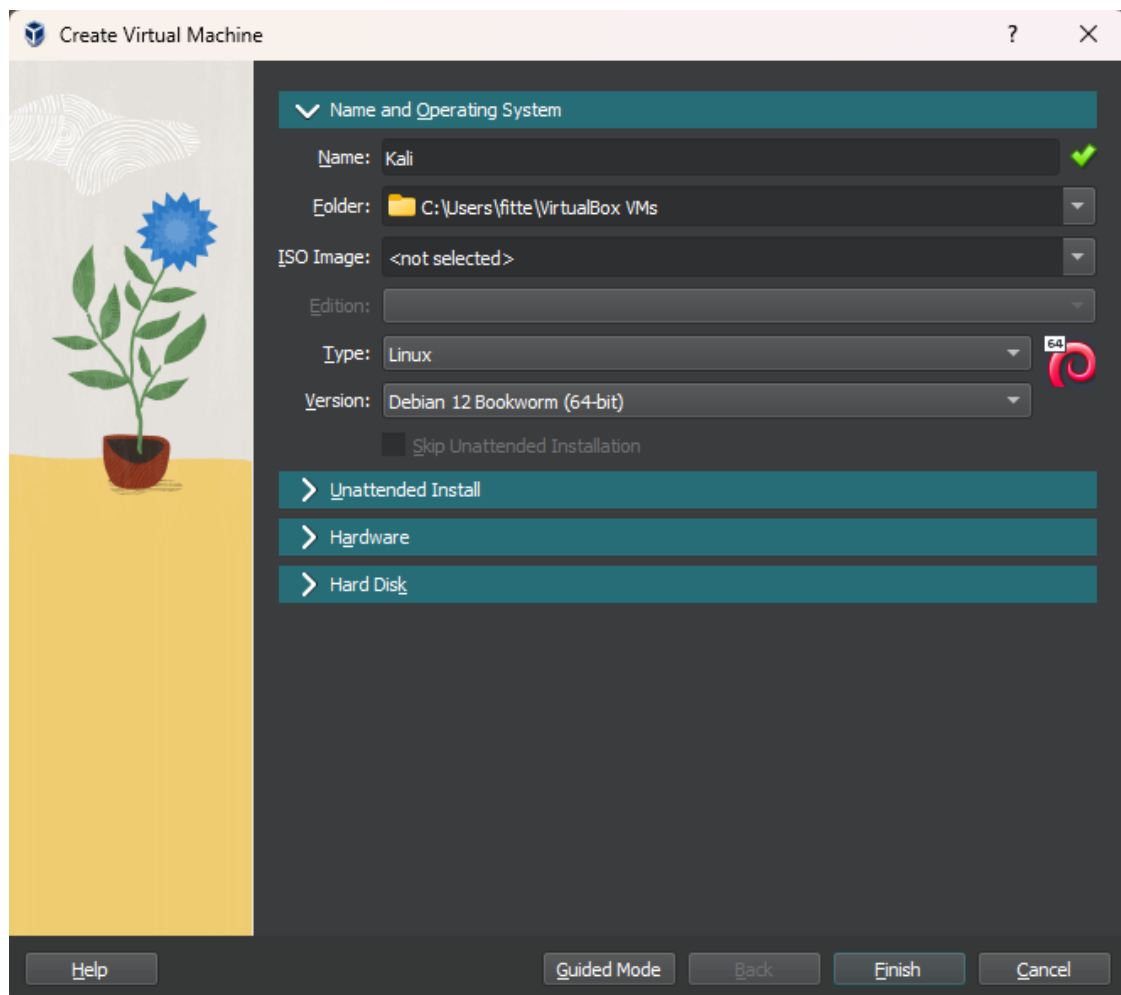 Create Virtual Machine
?
Name and Operating System
Name: Kali
Folder: C:\Users\fitte\VirtualBox VMs
ISO Image: <not selected>
Edition:
Type: Linux
64
Version: Debian 12 Bookworm (64-bit)
Skip Unattended Installation
Unattended Install
Hardware
Hard Disk
Help Guided Mode Back Finish Cancel